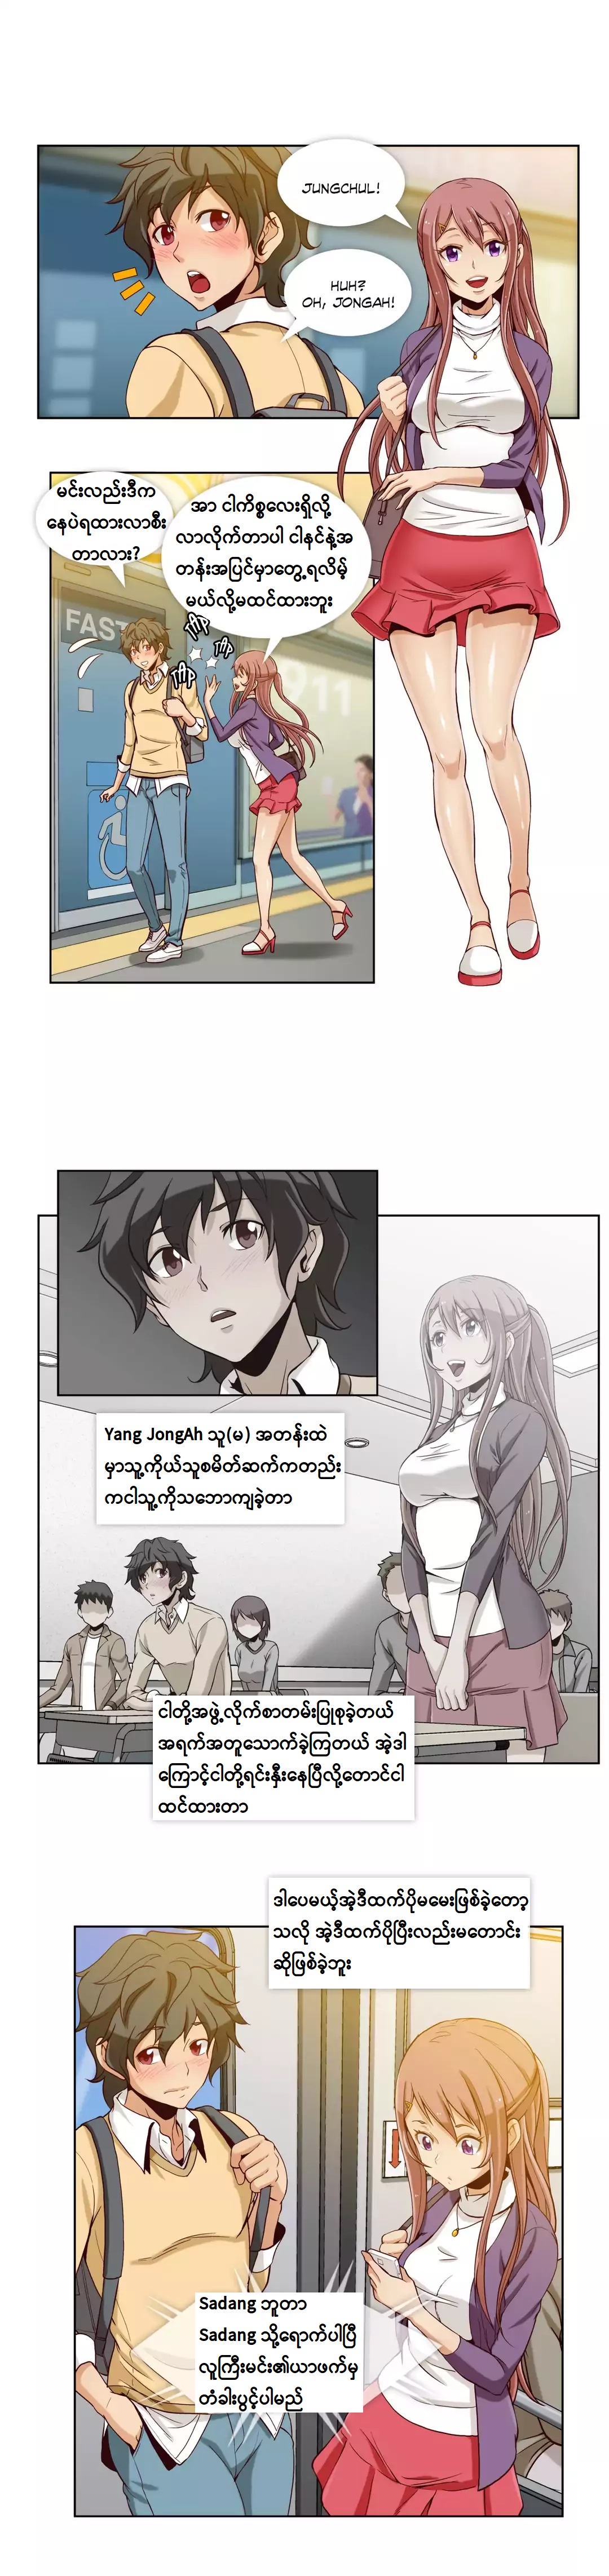 JUNGCHUL!
HUH?
OH, JONGAH!
မင်းလည်းဒီက
နေပဲရထားလာစီး
တာလား?
အာ ငါကိစ္စလေးရှိလို့
လာလိုက်တာပါ ငါနင်နဲ့အ
တန်းအပြင်မှာတွေ့ရလိမ့်
မယ်လို့မထင်ထားဘူး
FAST
TAP
TAP
TAP
911
Yang JongAh သူ(မ) အတန်းထဲ
မှာသူ့ကိုယ်သူစမိတ်ဆက်ကတည်း
ကငါသူ့ကိုသဘောကျခဲ့တာ
ငါတို့အဖွဲ့လိုက်စာတမ်းပြုစုခဲ့တယ်
အရက်အတူသောက်ခဲ့ကြတယ် အဲ့ဒါ
ကြောင့်ငါတို့ရင်းနှီးနေပြီလို့တောင်ငါ
ထင်ထားတာ
ဒါပေမယ့်အဲ့ဒီထက်ပိုမမေးဖြစ်ခဲ့တော့
သလို အဲ့ဒီထက်ပိုပြီးလည်းမတောင်း
ဆိုဖြစ်ခဲ့ဘူး
Sadang ဘူတာ
Sadang သို့ရောက်ပါပြီ
လူကြီးမင်း၏ယာဖက်မှ
တံခါးပွင့်ပါမည်